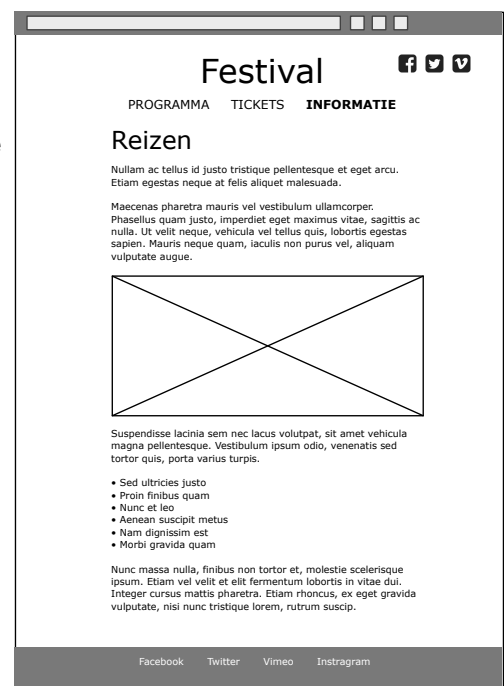 Festival
PROGRAMMA TICKETS INFORMATIE
Reizen
Nullam ac tellus id justo tristique pellentesque et eget arcu.
Etiam egestas neque at felis aliquet malesuada.
Maecenas pharetra mauris vel vestibulum ullamcorper.
Phasellus quam justo, imperdiet eget maximus vitae, sagittis ac
nulla. Ut velit neque, vehicula vel tellus quis, lobortis egestas
sapien. Mauris neque quam, iaculis non purus vel, aliquam
vulputate augue.
Suspendisse lacinia sem nec lacus volutpat, sit amet vehicula
magna pellentesque. Vestibulum ipsum odio, venenatis sed
tortor quis, porta varius turpis.
• Sed ultricies justo
• Proin finibus quam
• Nunc et leo
• Aenean suscipit metus
• Nam dignissim est
• Morbi gravida quam
Nunc massa nulla, finibus non tortor et, molestie scelerisque
ipsum. Etiam vel velit et elit fermentum lobortis in vitae dui.
Integer cursus mattis pharetra. Etiam rhoncus, ex eget gravida
vulputate, nisi nunc tristique lorem, rutrum suscip.
Facebook Twitter Vimeo Instragram